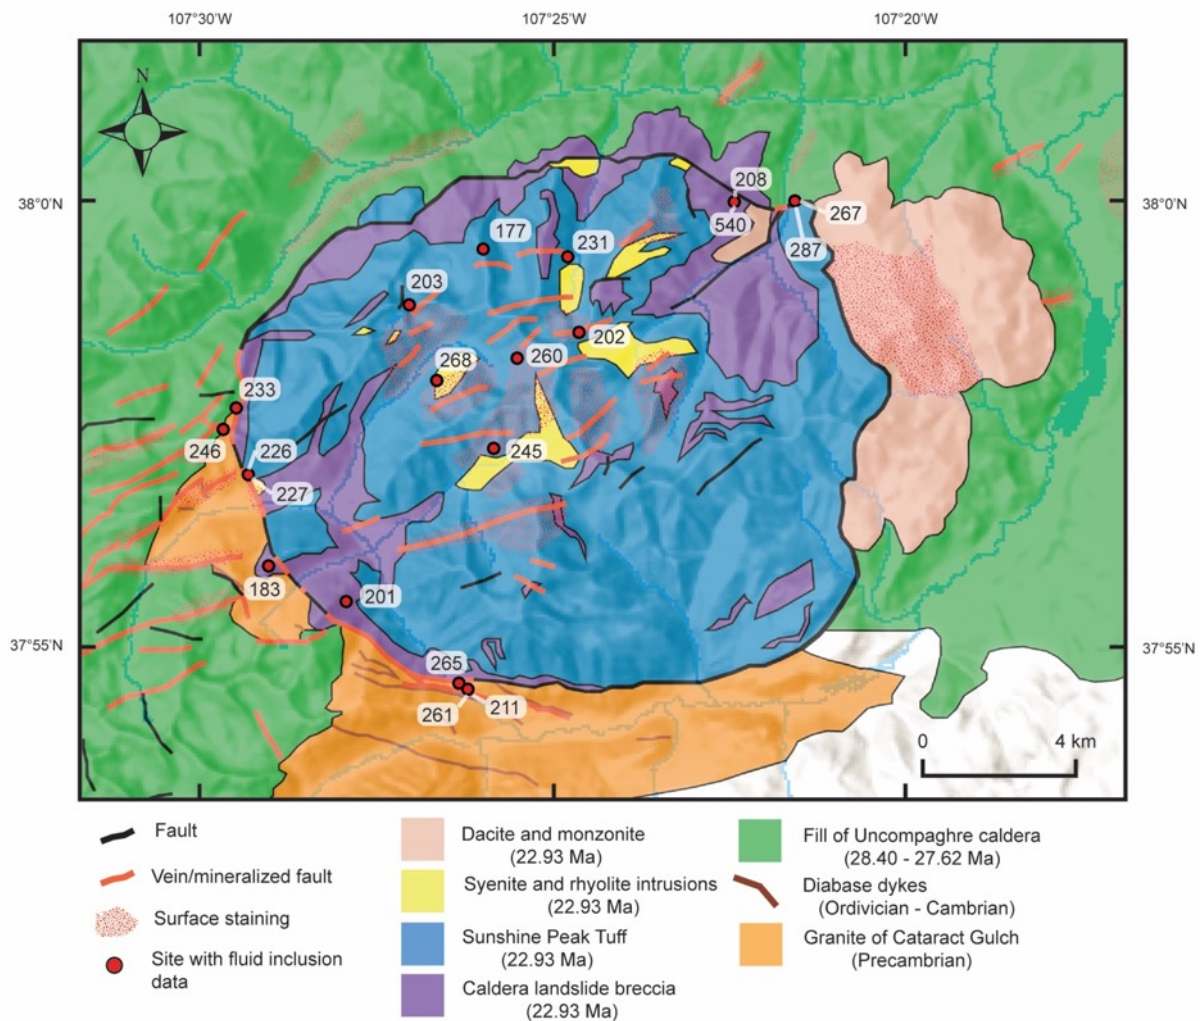 107°30'W 107°25'W 107°20'W
N
38°0'N 38°0'N
208
540
267
287
177
231
203
202
260
268
233
246
226
227
245
183
201
265
261
211
37°55'N 37°55'N
0 4 km
Fault
Vein/mineralized fault
Surface staining
Site with fluid inclusion
data
Dacite and monzonite
(22.93 Ma)
Syenite and rhyolite intrusions
(22.93 Ma)
Sunshine Peak Tuff
(22.93 Ma)
Caldera landslide breccia
(22.93 Ma)
Fill of Uncompaghre caldera
(28.40 - 27.62 Ma)
Diabase dykes
(Ordivician - Cambrian)
Granite of Cataract Gulch
(Precambrian)